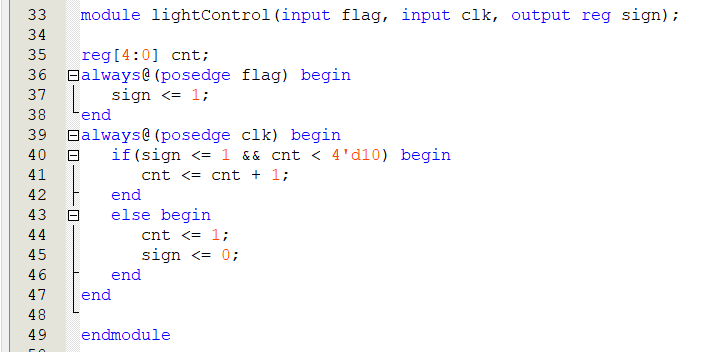 33 module lightControl(input flag, input clk, output reg sign);
34
35 reg[4:0] cnt;
36 always@(posedge flag) begin
37 sign <= 1;
38 end
39 always@(posedge clk) begin
40 if(sign <= 1 && cnt < 4'd10) begin
41 cnt <= cnt + 1;
42 end
43 else begin
44 cnt <= 1;
45 sign <= 0;
46 end
47 end
48
49 endmodule